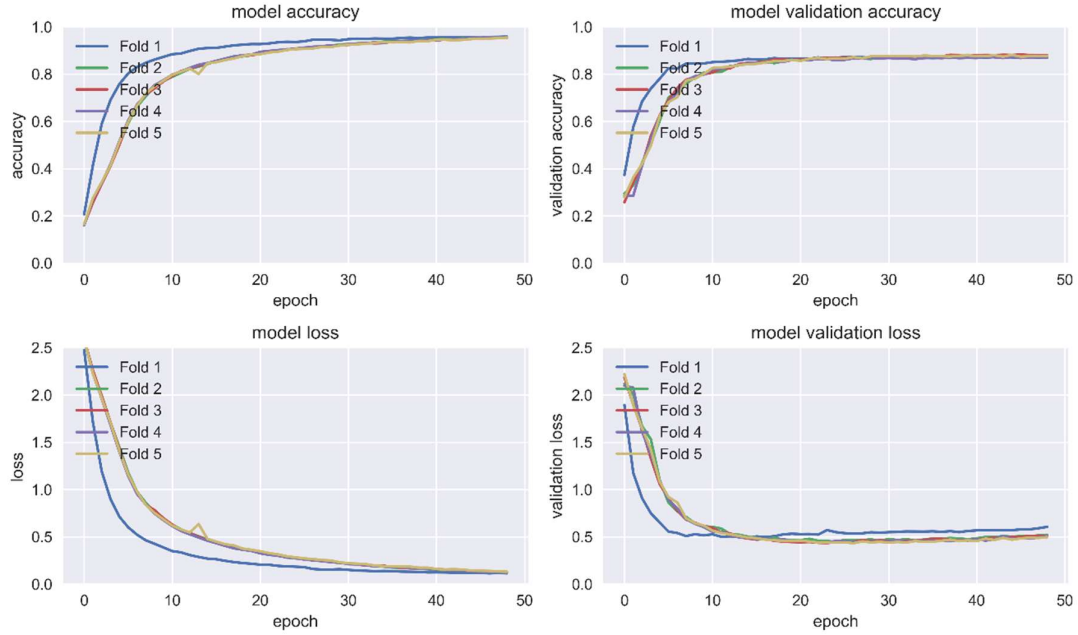 model accuracy
1.0
0.8
0.6
0.4
0.2
0.0
accuracy
Fold 1
Fold 2
Fold 3
Fold 4
Fold 5
0 10 20 30 40 50
epoch
model validation accuracy
1.0
0.8
0.6
0.4
0.2
0.0
validation accuracy
Fold 1
Fold 2
Fold 3
Fold 4
Fold 5
0 10 20 30 40 50
epoch
model loss
2.5
2.0
1.5
1.0
0.5
0.0
loss
Fold 1
Fold 2
Fold 3
Fold 4
Fold 5
0 10 20 30 40 50
epoch
model validation loss
2.5
2.0
1.5
1.0
0.5
0.0
validation loss
Fold 1
Fold 2
Fold 3
Fold 4
Fold 5
0 10 20 30 40 50
epoch